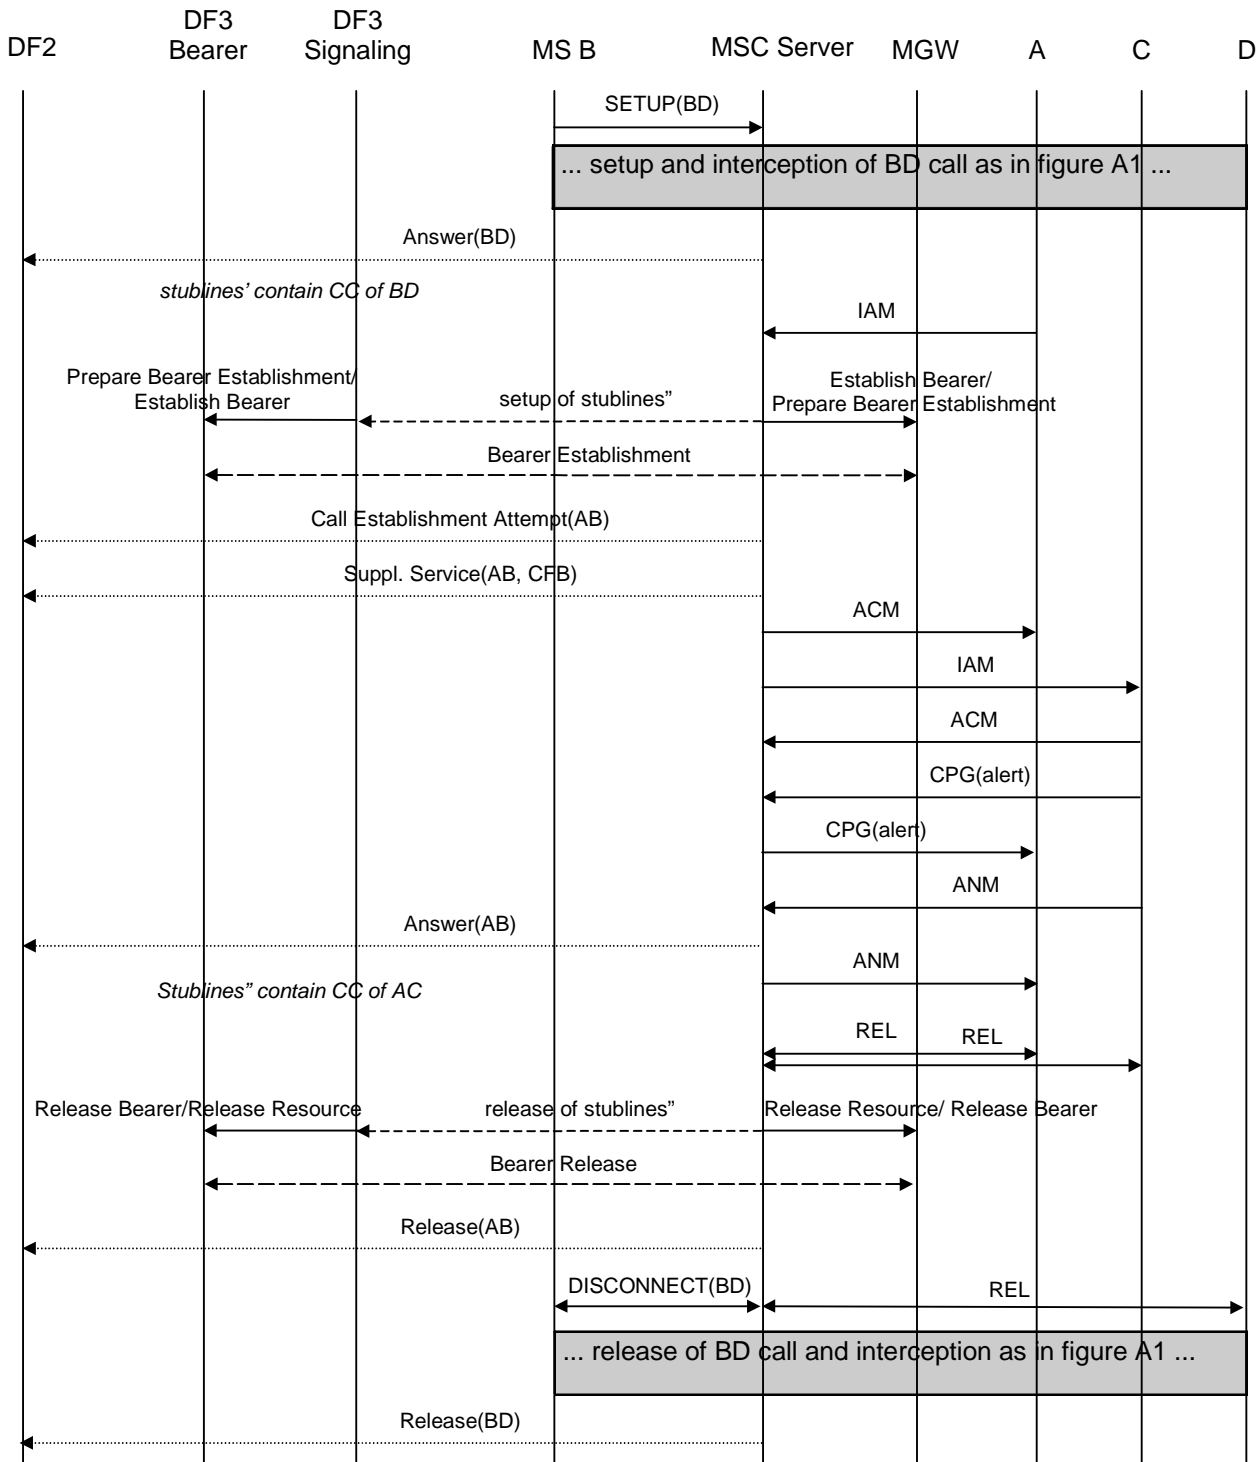 DF2
DF3
Bearer
DF3
Signaling
MS B
MSC Server
MGW
A
C
D
SETUP(BD)
... setup and interception of BD call as in figure A1 ...
Answer(BD)
stublines’ contain CC of BD
IAM
Prepare Bearer Establishment/
Establish Bearer
setup of stublines”
Establish Bearer/
Prepare Bearer Establishment
Bearer Establishment
Call Establishment Attempt(AB)
Suppl. Service(AB, CFB)
ACM
IAM
ACM
CPG(alert)
CPG(alert)
ANM
Answer(AB)
ANM
Stublines” contain CC of AC
REL
REL
Release Bearer/Release Resource
release of stublines”
Release Resource/ Release Bearer
Bearer Release
Release(AB)
DISCONNECT(BD)
REL
... release of BD call and interception as in figure A1 ...
Release(BD)